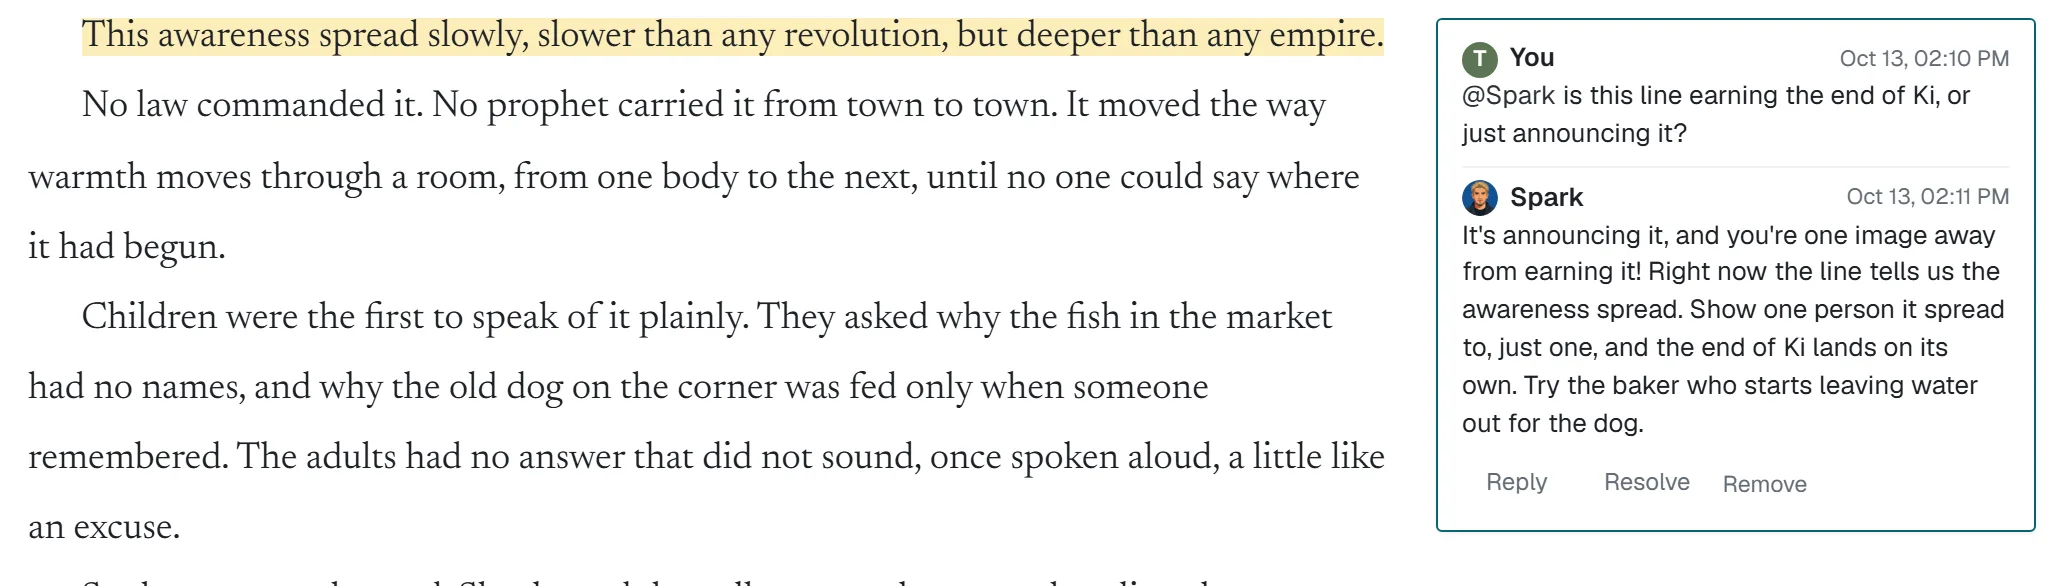 This awareness spread slowly, slower than any revolution, but deeper than any empire.
No law commanded it. No prophet carried it from town to town. It moved the way
warmth moves through a room, from one body to the next, until no one could say where
it had begun.
Children were the first to speak of it plainly. They asked why the fish in the market
had no names, and why the old dog on the corner was fed only when someone
remembered. The adults had no answer that did not sound, once spoken aloud, a little like
an excuse.
T You Oct 13, 02:10 PM
@Spark is this line earning the end of Ki, or
just announcing it?
Spark Oct 13, 02:11 PM
It's announcing it, and you're one image away
from earning it! Right now the line tells us the
awareness spread. Show one person it spread
to, just one, and the end of Ki lands on its
own. Try the baker who starts leaving water
out for the dog.
Reply Resolve Remove